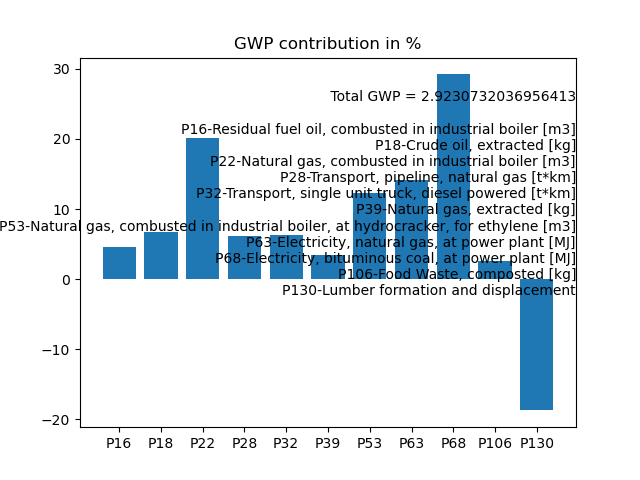 GWP contribution in %
30
20
10
0
−10
−20
Total GWP = 2.9230732036956413
P16-Residual fuel oil, combusted in industrial boiler [m3]
P18-Crude oil, extracted [kg]
P22-Natural gas, combusted in industrial boiler [m3]
P28-Transport, pipeline, natural gas [t*km]
P32-Transport, single unit truck, diesel powered [t*km]
P39-Natural gas, extracted [kg]
P53-Natural gas, combusted in industrial boiler, at hydrocracker, for ethylene [m3]
P63-Electricity, natural gas, at power plant [MJ]
P68-Electricity, bituminous coal, at power plant [MJ]
P106-Food Waste, composted [kg]
P130-Lumber formation and displacement
P16 P18 P22 P28 P32 P39 P53 P63 P68 P106 P130